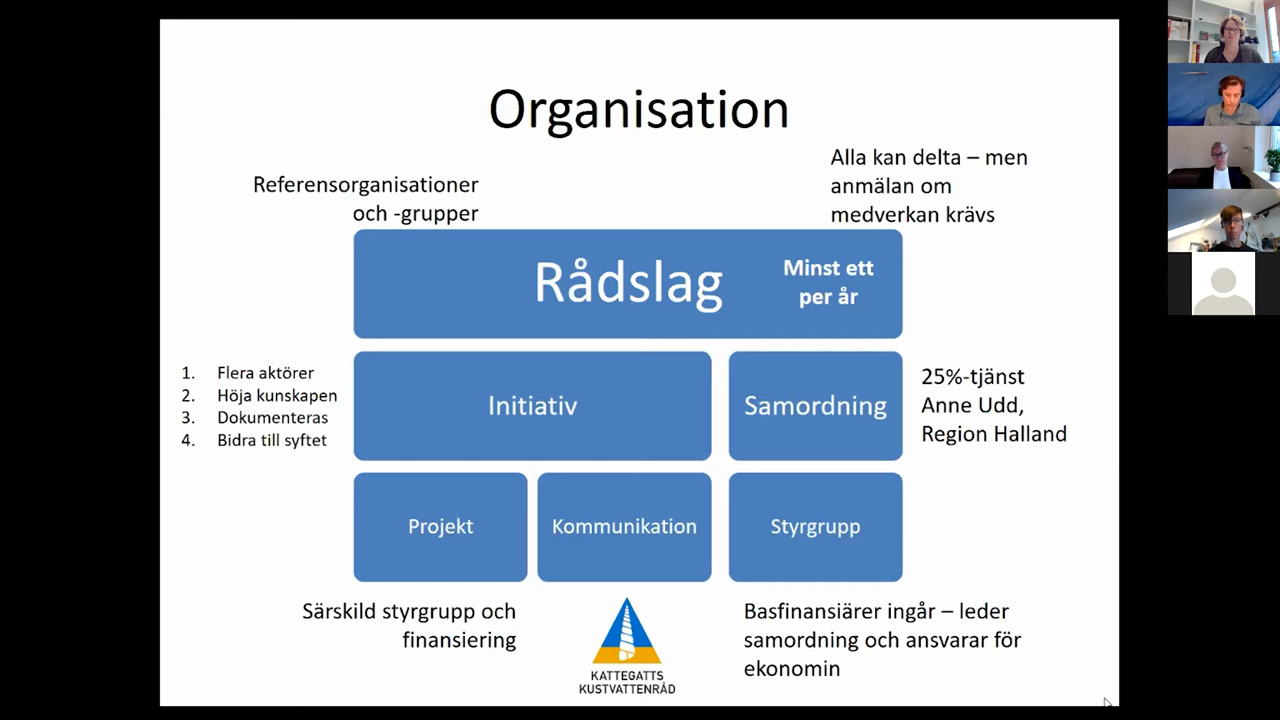 Organisation
Referensorganisationer
och -grupper
Alla kan delta – men
anmälan om
medverkan krävs
Rådslag
Minst ett
per år
1. Flera aktörer
2. Höja kunskapen
3. Dokumenteras
4. Bidra till syftet
Initiativ
Samordning
25%-tjänst
Anne Udd,
Region Halland
Projekt
Kommunikation
Styrgrupp
Särskild styrgrupp och
finansiering
KATTEGATTS
KUSTVATTENRÅD
Basfinansiärer ingår – leder
samordning och ansvarar för
ekonomin